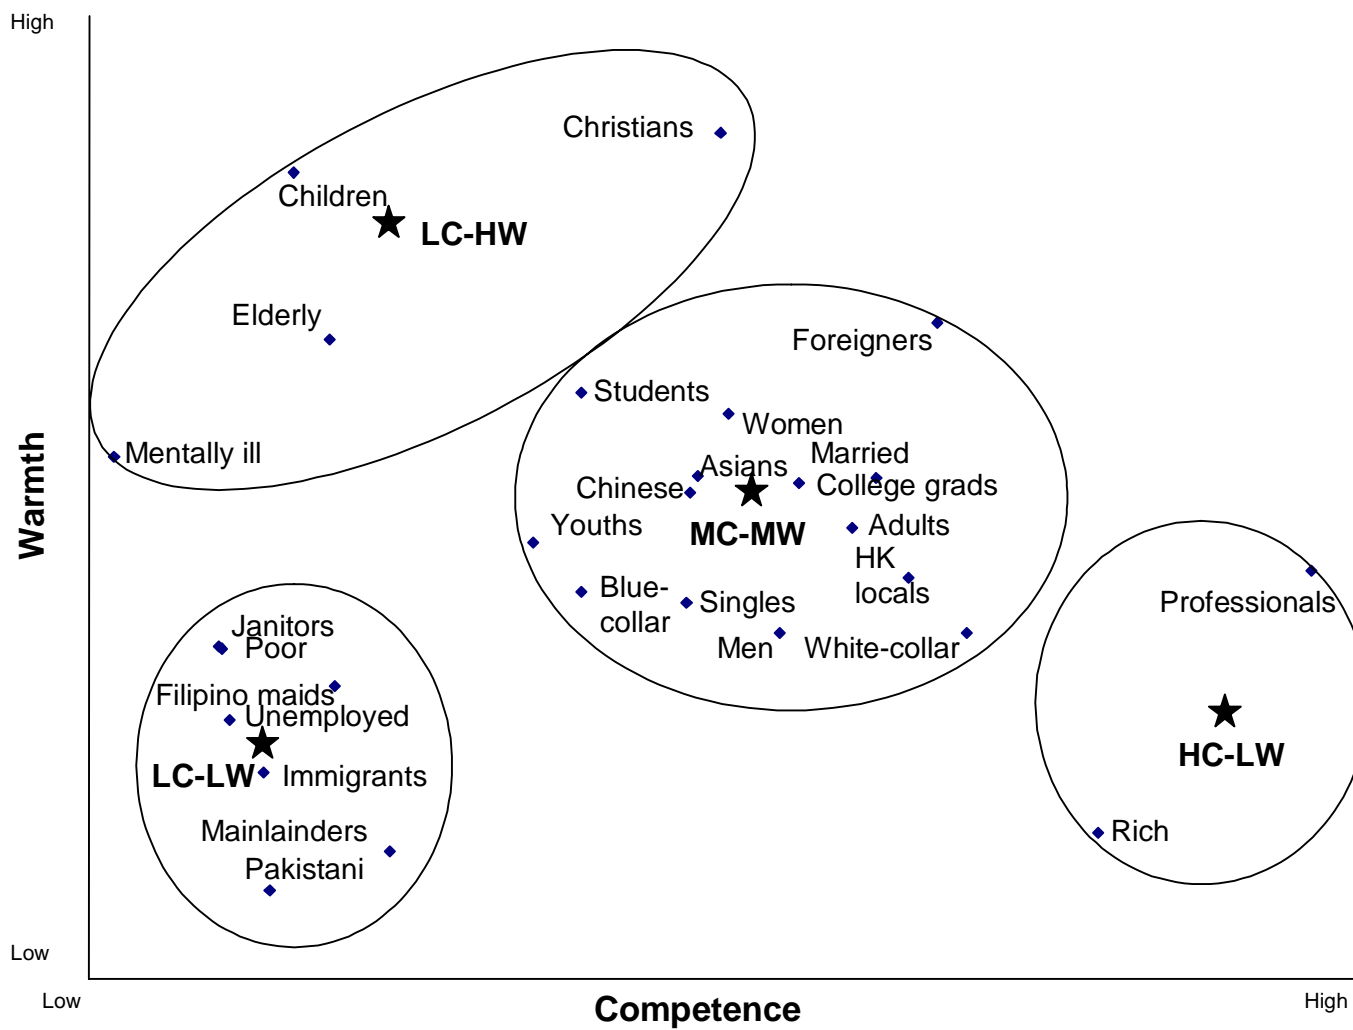 High
Christians
Children
LC-HW
Elderly
Foreigners
Students
Women
Mentally ill
Married
Asians
College grads
Chinese
Youths
MC-MW
Adults
HK
locals
Blue-
collar
Singles
Men
White-collar
Professionals
HC-LW
Rich
Janitors
Poor
Filipino maids
Unemployed
LC-LW
Immigrants
Mainlainders
Pakistani
Warmth
Low
Low
Competence
High